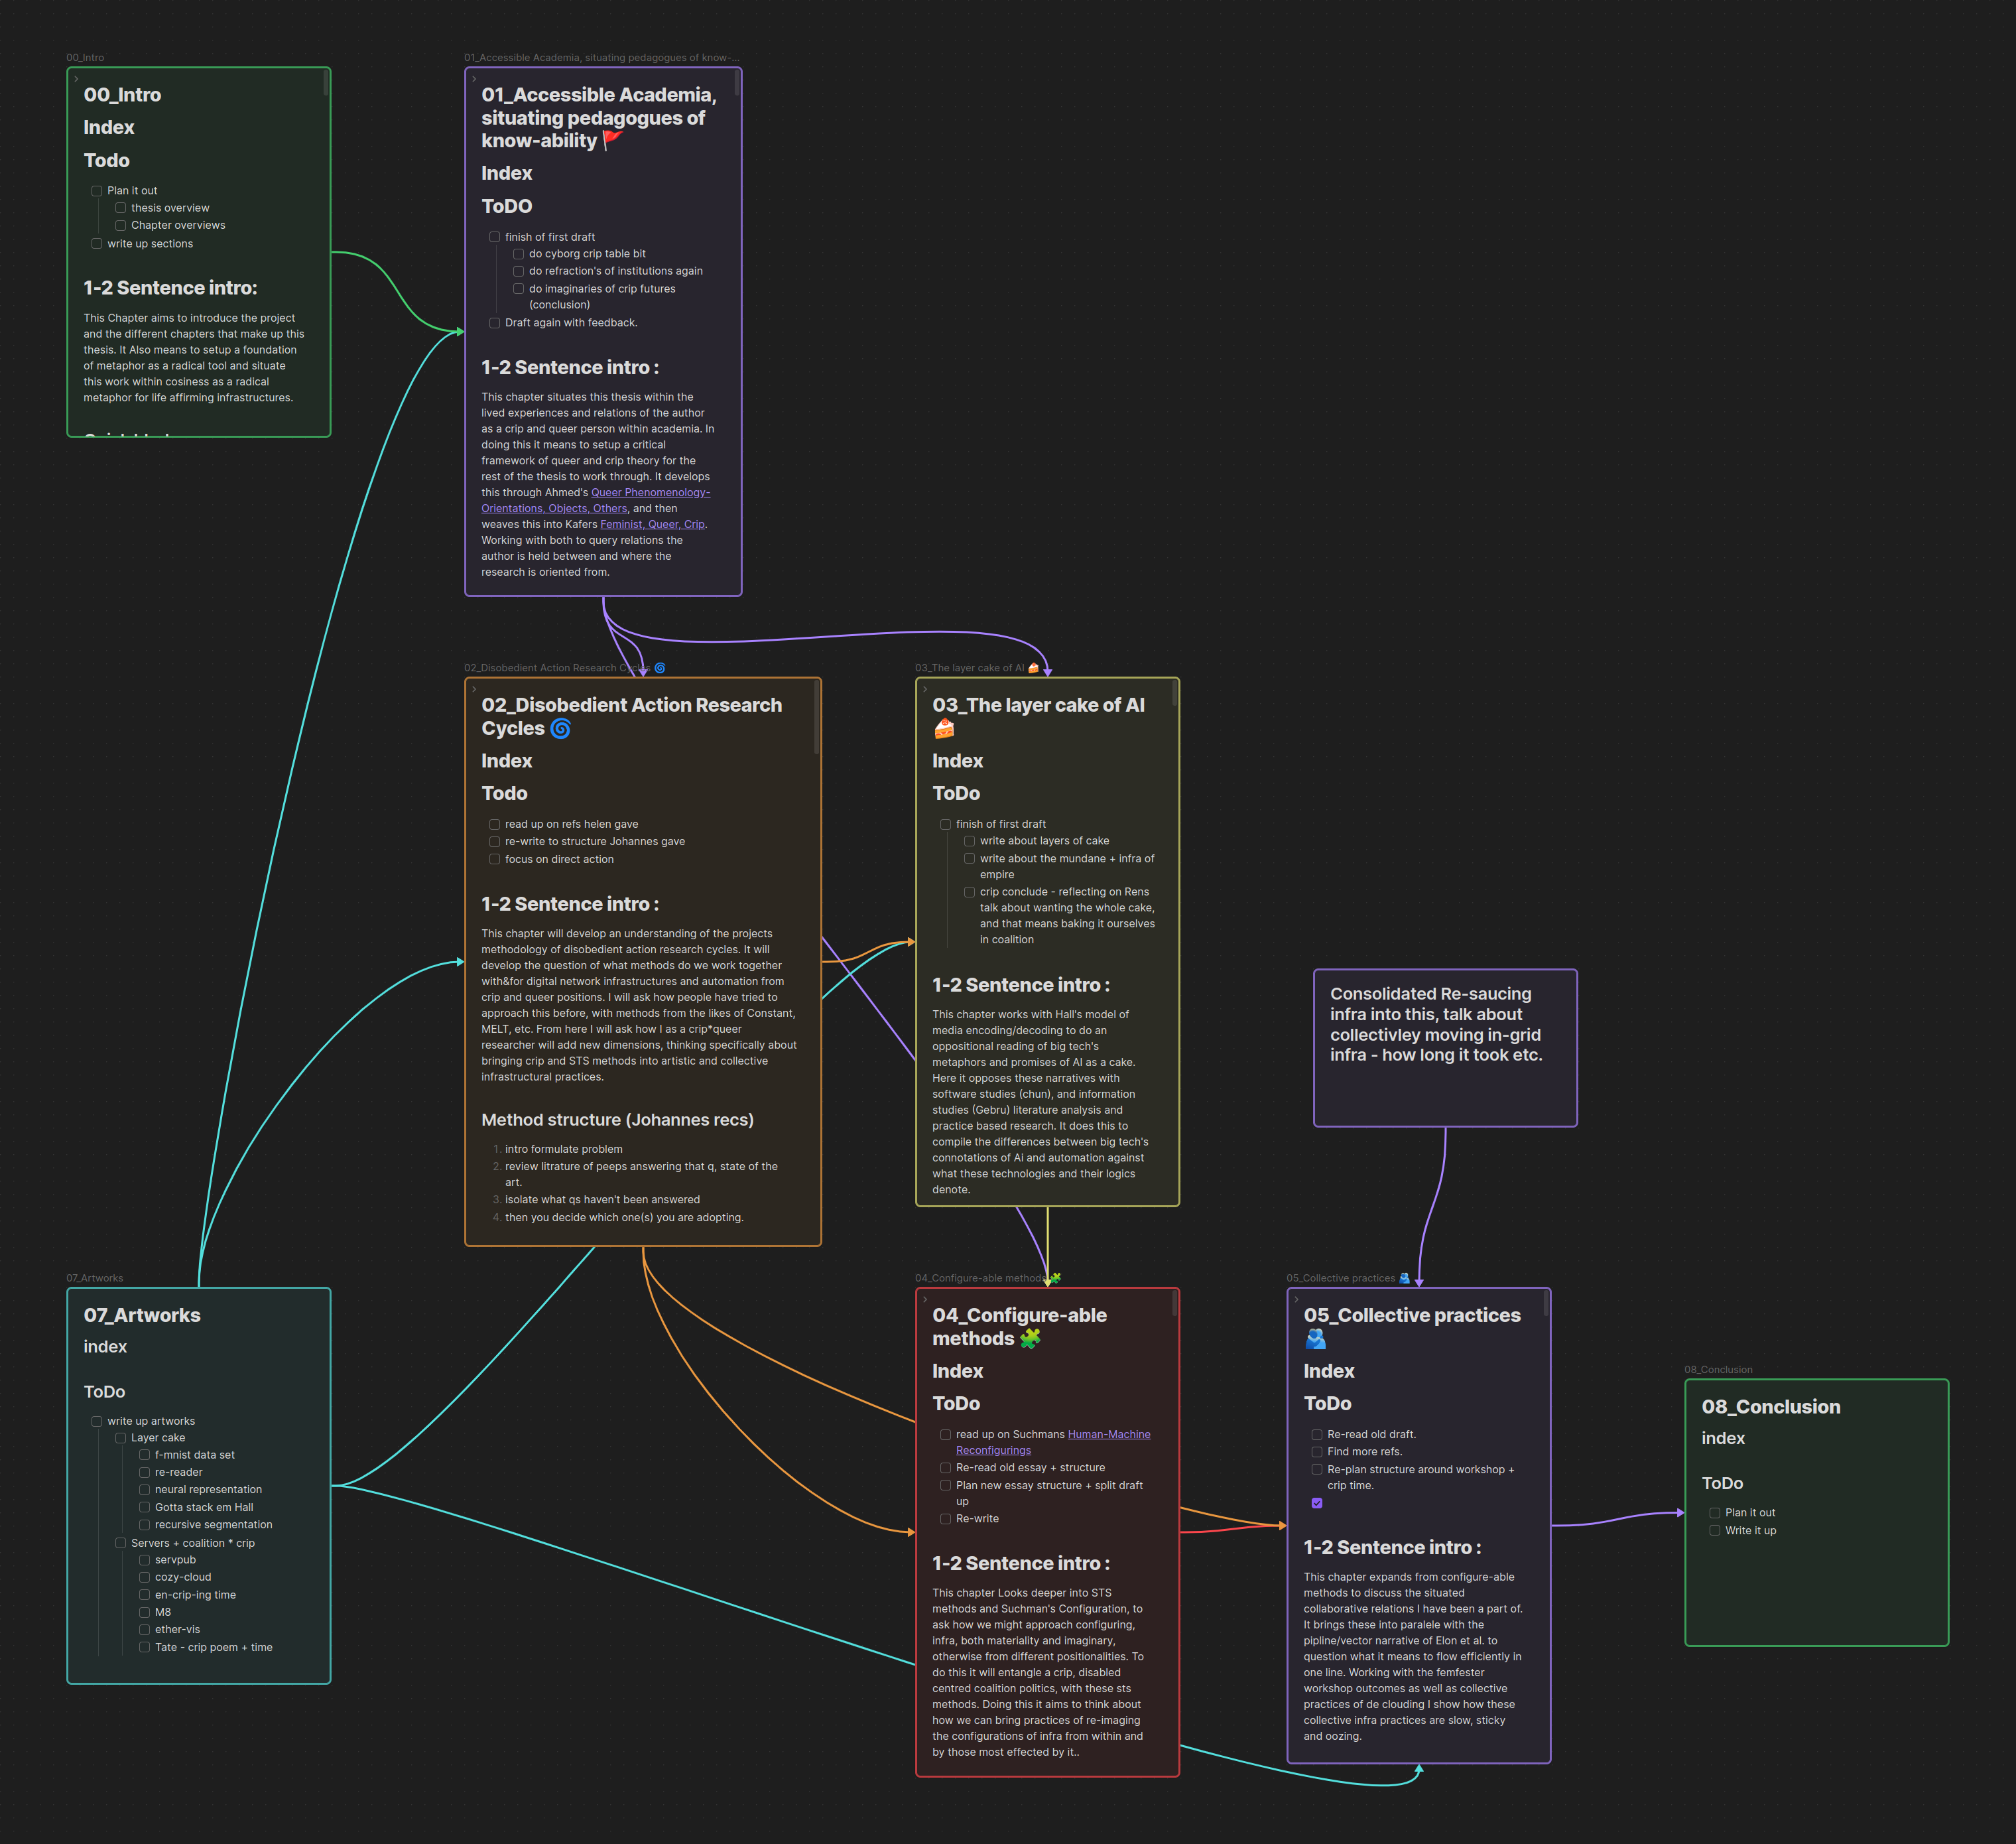 00_Intro
00_Intro
Index
Todo
Plan it out
thesis overview
Chapter overviews
write up sections
1-2 Sentence intro:
This Chapter aims to introduce the project
and the different chapters that make up this
thesis. It Also means to setup a foundation
of metaphor as a radical tool and situate
this work within cosiness as a radical
metaphor for life affirming infrastructures.
01_Accessible Academia, situating pedagogues of know-...
01_Accessible Academia,
situating pedagogues of
know-ability 🚩
Index
ToDO
finish of first draft
do cyborg crip table bit
do refraction's of institutions again
do imaginaries of crip futures
(conclusion)
Draft again with feedback.
1-2 Sentence intro :
This chapter situates this thesis within the
lived experiences and relations of the author
as a crip and queer person within academia. In
doing this it means to setup a critical
framework of queer and crip theory for the
rest of the thesis to work through. It develops
this through Ahmed's Queer Phenomenology-
Orientations, Objects, Others, and then
weaves this into Kafers Feminist, Queer, Crip.
Working with both to query relations the
author is held between and where the
research is oriented from.
02_Disobedient Action Research Cycles 🌀
02_Disobedient Action Research
Cycles 🌀
Index
Todo
read up on refs helen gave
re-write to structure Johannes gave
focus on direct action
1-2 Sentence intro :
This chapter will develop an understanding of the projects
methodology of disobedient action research cycles. It will
develop the question of what methods do we work together
with&for digital network infrastructures and automation from
crip and queer positions. I will ask how people have tried to
approach this before, with methods from the likes of Constant,
MELT, etc. From here I will ask how I as a crip*queer
researcher will add new dimensions, thinking specifically about
bringing crip and STS methods into artistic and collective
infrastructural practices.
Method structure (Johannes recs)
1. intro formulate problem
2. review litrature of peeps answering that q, state of the
art.
3. isolate what qs haven't been answered
4. then you decide which one(s) you are adopting.
03_The layer cake of AI 🍰
03_The layer cake of AI
🍰
Index
ToDo
finish of first draft
write about layers of cake
write about the mundane + infra of
empire
crip conclude - reflecting on Rens
talk about wanting the whole cake,
and that means baking it ourselves
in coalition
1-2 Sentence intro :
This chapter works with Hall's model of
media encoding/decoding to do an
oppositional reading of big tech's
metaphors and promises of AI as a cake.
Here it opposes these narratives with
software studies (chun), and information
studies (Gebru) literature analysis and
practice based research. It does this to
compile the differences between big tech's
connotations of Ai and automation against
what these technologies and their logics
denote.
Consolidated Re-saucing
infra into this, talk about
collectivley moving in-grid
infra - how long it took etc.
07_Artworks
07_Artworks
index
ToDo
write up artworks
Layer cake
f-mnist data set
re-reader
neural representation
Gotta stack em Hall
recursive segmentation
Servers + coalition * crip
servpub
cozy-cloud
en-crip-ing time
M8
ether-vis
Tate - crip poem + time
04_Configure-able methods 🧩
04_Configure-able
methods 🧩
Index
ToDo
read up on Suchmans Human-Machine
Reconfigurings
Re-read old essay + structure
Plan new essay structure + split draft
up
Re-write
1-2 Sentence intro :
This chapter Looks deeper into STS
methods and Suchman's Configuration, to
ask how we might approach configuring,
infra, both materiality and imaginary,
otherwise from different positionalities. To
do this it will entangle a crip, disabled
centred coalition politics, with these sts
methods. Doing this it aims to think about
how we can bring practices of re-imaging
the configurations of infra from within and
by those most effected by it..
05_Collective practices 🫂
05_Collective practices
🫂
Index
ToDo
Re-read old draft.
Find more refs.
Re-plan structure around workshop +
crip time.
1-2 Sentence intro :
This chapter expands from configure-able
methods to discuss the situated
collaborative relations I have been a part of.
It brings these into paralele with the
pipline/vector narrative of Elon et al. to
question what it means to flow efficiently in
one line. Working with the femfester
workshop outcomes as well as collective
practices of de clouding I show how these
collective infra practices are slow, sticky
and oozing.
08_Conclusion
08_Conclusion
index
ToDo
Plan it out
Write it up